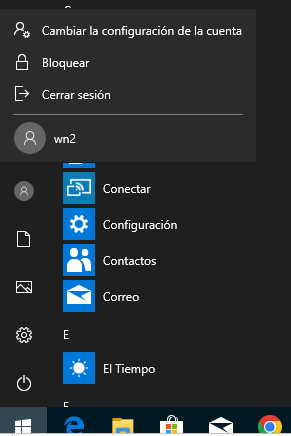 Cambiar la configuración de la cuenta
Bloquear
Cerrar sesión
wn2
Conectar
Configuración
Contactos
Correo
E
El Tiempo